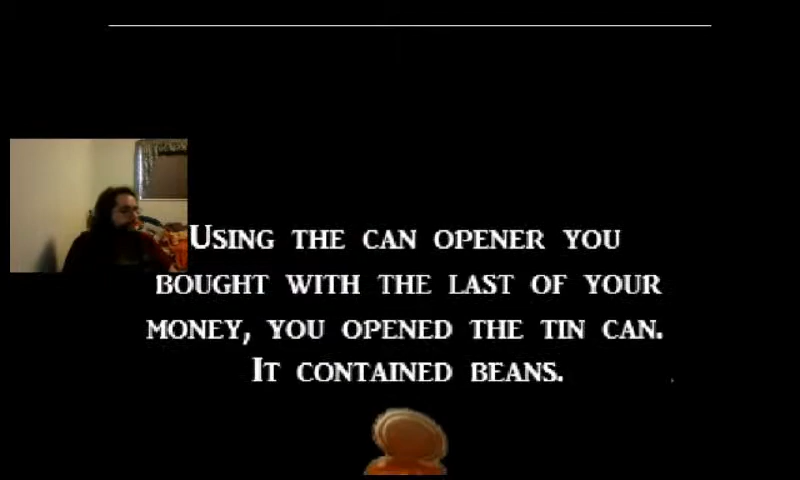 Using the can opener you
bought with the last of your
money, you opened the tin can.
It contained beans.